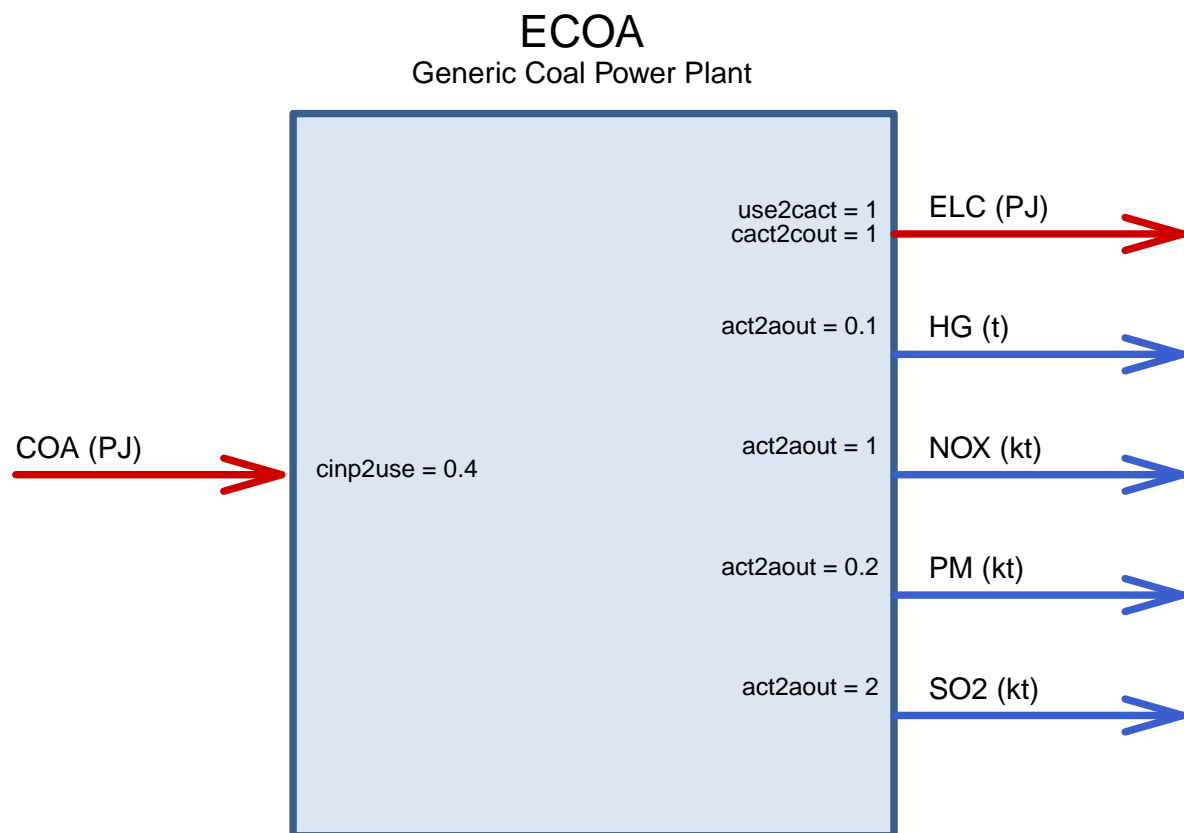 ECOA
Generic Coal Power Plant
use2cact = 1
cact2cout = 1
ELC (PJ)
act2aout = 0.1
HG (t)
COA (PJ)
cinp2use = 0.4
act2aout = 1
NOX (kt)
act2aout = 0.2
PM (kt)
act2aout = 2
SO2 (kt)